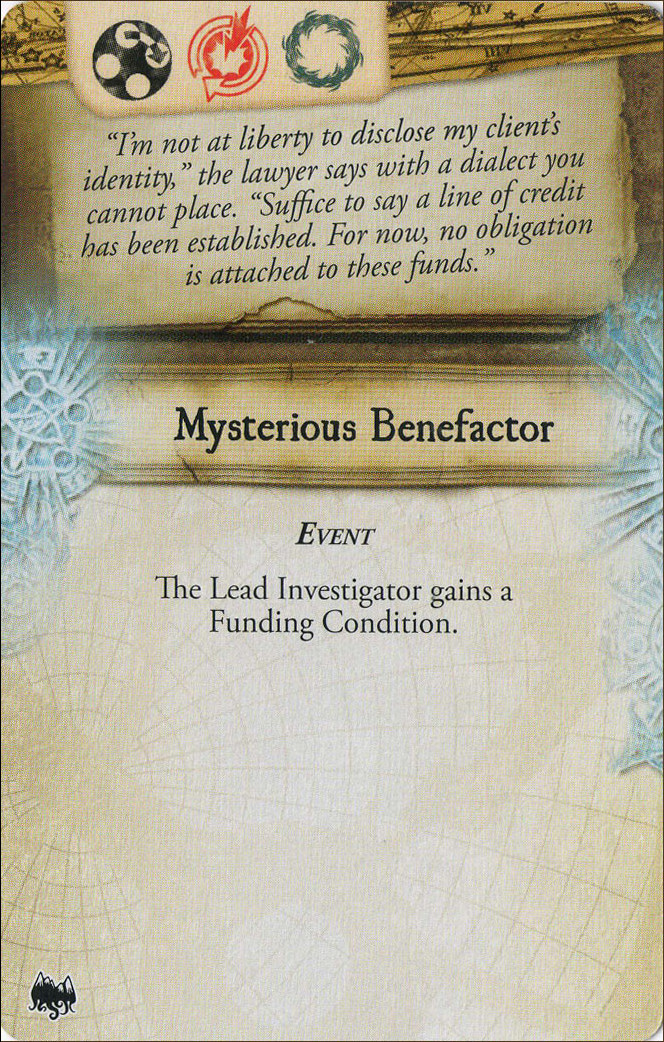 “I’m not at liberty to disclose my client’s
identity,” the lawyer says with a dialect you
cannot place. “Suffice to say a line of credit
has been established. For now, no obligation
is attached to these funds.”
Mysterious Benefactor
Event
The Lead Investigator gains a
Funding Condition.